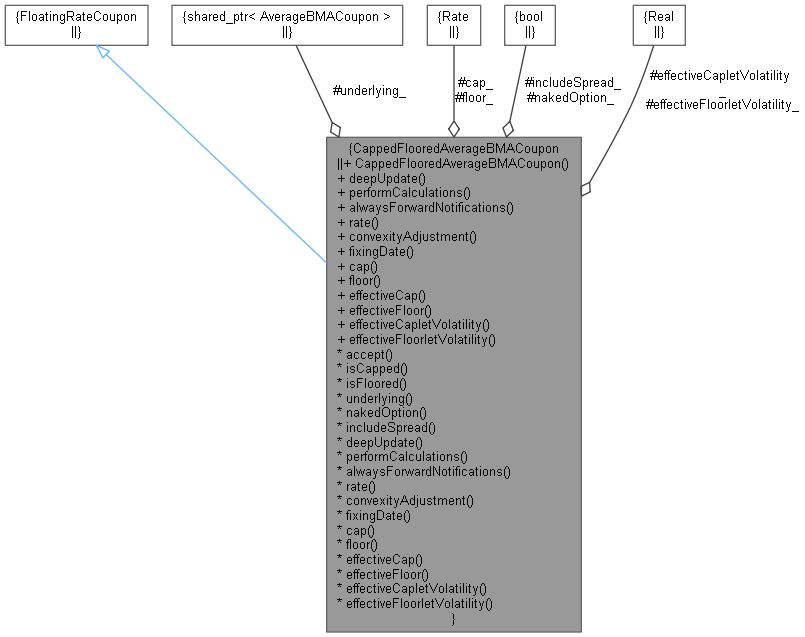 {FloatingRateCoupon
||}
{shared_ptr< AverageBMACoupon >
||}
{Rate
||}
{bool
||}
{Real
||}
#underlying_
#cap_
#floor_
#includeSpread_
#nakedOption_
#effectiveCapletVolatility
_
#effectiveFloorletVolatility_
{CappedFlooredAverageBMACoupon
||+ CappedFlooredAverageBMACoupon()
+ deepUpdate()
+ performCalculations()
+ alwaysForwardNotifications()
+ rate()
+ convexityAdjustment()
+ fixingDate()
+ cap()
+ floor()
+ effectiveCap()
+ effectiveFloor()
+ effectiveCapletVolatility()
+ effectiveFloorletVolatility()
* accept()
* isCapped()
* isFloored()
* underlying()
* nakedOption()
* includeSpread()
* deepUpdate()
* performCalculations()
* alwaysForwardNotifications()
* rate()
* convexityAdjustment()
* fixingDate()
* cap()
* floor()
* effectiveCap()
* effectiveFloor()
* effectiveCapletVolatility()
* effectiveFloorletVolatility()
}